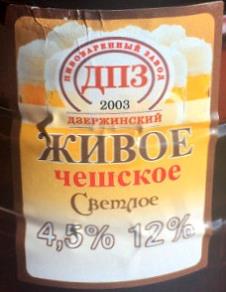 ПИВОВАРЕННЫЙ ЗАВОД
ДПЗ
2003
ДЗЕРЖИНСКИЙ
ЖИВОЕ
ЧЕШСКОЕ
Светлое
4,5% 12%